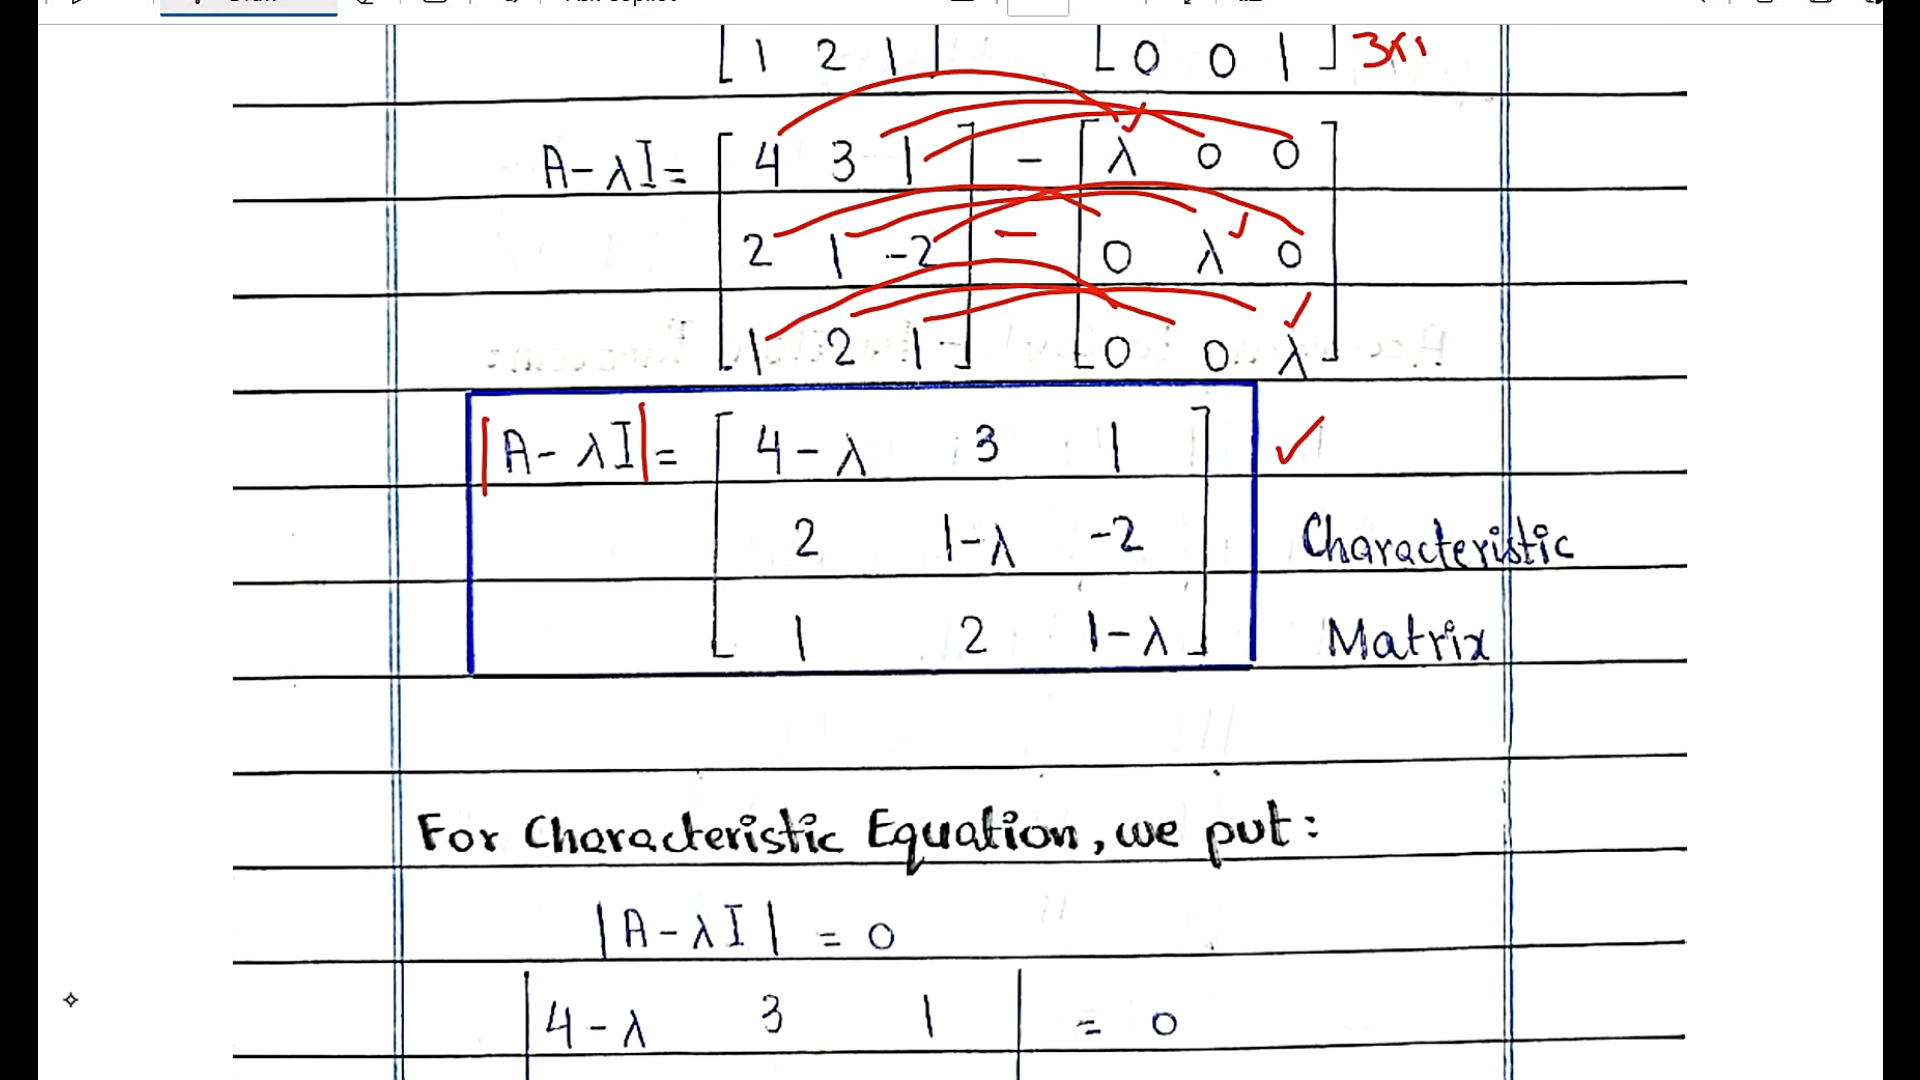 [ 1 2 1 ] [ 0 0 1 ] 3x
A-λI= [ 4 3 1 ] - [ λ 0 0 ]
2 1 -2 - 0 λ 0
1 2 1 0 0 λ
|A-λI|= [ 4-λ 3 1 ]
2 1-λ -2 Characteristic
1 2 1-λ Matrix
For Characteristic Equation, we put:
|A-λI| = 0
|4-λ 3 1| = 0